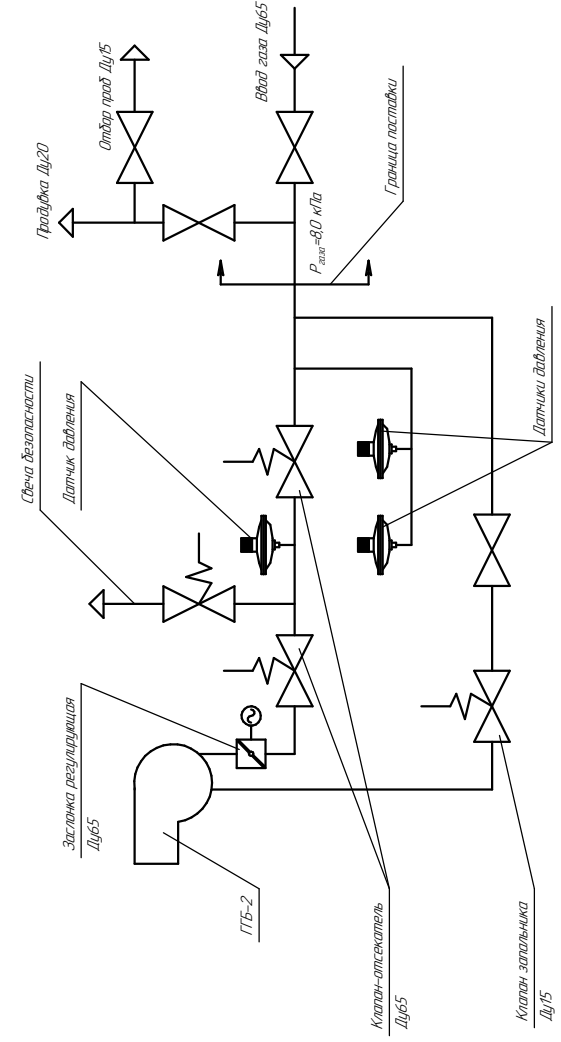 Продувка Ду20
Отбор проб Ду15
Ввод газа Ду65
Pгаза=8,0 кПа
Граница поставки
Свеча безопасности
Датчик давления
Датчики давления
Заслонка регулирующая
Ду65
ГГБ-2
Клапан-отсекатель
Ду65
Клапан запальника
Ду15